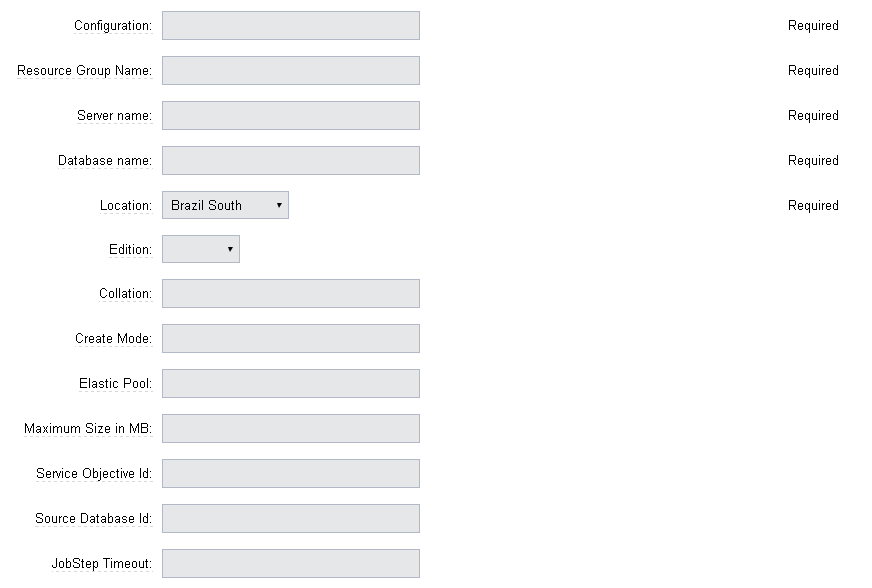 Configuration: Required
Resource Group Name: Required
Server name: Required
Database name: Required
Location: Brazil South Required
Edition:
Collation:
Create Mode:
Elastic Pool:
Maximum Size in MB:
Service Objective Id:
Source Database Id:
JobStep Timeout: